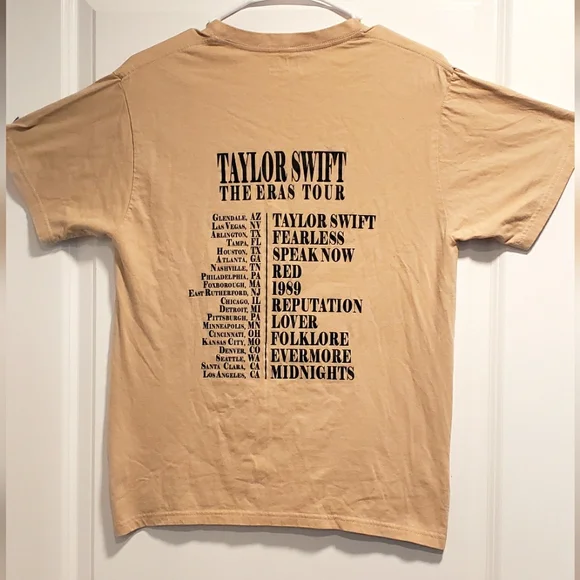 TAYLOR SWIFT
THE ERAS TOUR
GLENDALE, AZ
LAS VEGAS, NV
ARLINGTON, TX
TAMPA, FL
HOUSTON, TX
ATLANTA, GA
NASHVILLE, TN
PHILADELPHIA, PA
FOXBOROUGH, MA
EAST RUTHERFORD, NJ
CHICAGO, IL
DETROIT, MI
PITTSBURGH, PA
MINNEAPOLIS, MN
CINCINNATI, OH
KANSAS CITY, MO
DENVER, CO
SEATTLE, WA
SANTA CLARA, CA
LOS ANGELES, CA
TAYLOR SWIFT
FEARLESS
SPEAK NOW
RED
1989
REPUTATION
LOVER
FOLKLORE
EVERMORE
MIDNIGHTS